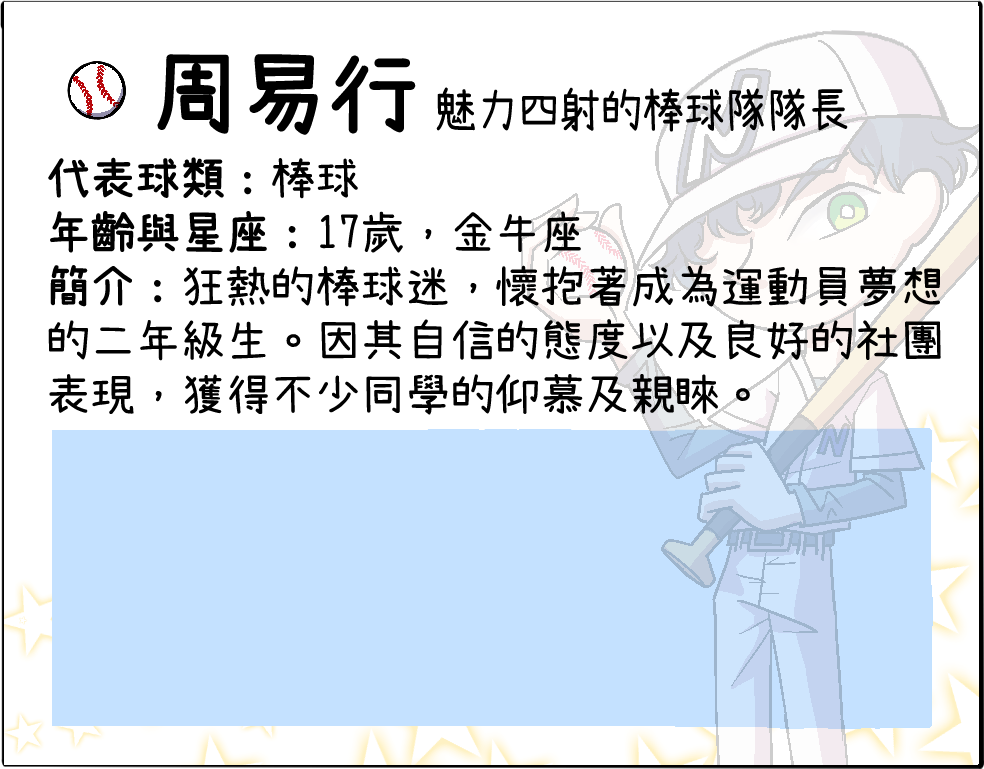 周易行 魅力四射的棒球隊隊長
代表球類：棒球
年齡與星座：17歲，金牛座
簡介：狂熱的棒球迷，懷抱著成為運動員夢想
的二年級生。因其自信的態度以及良好的社團
表現，獲得不少同學的仰慕及親睞。
N
N